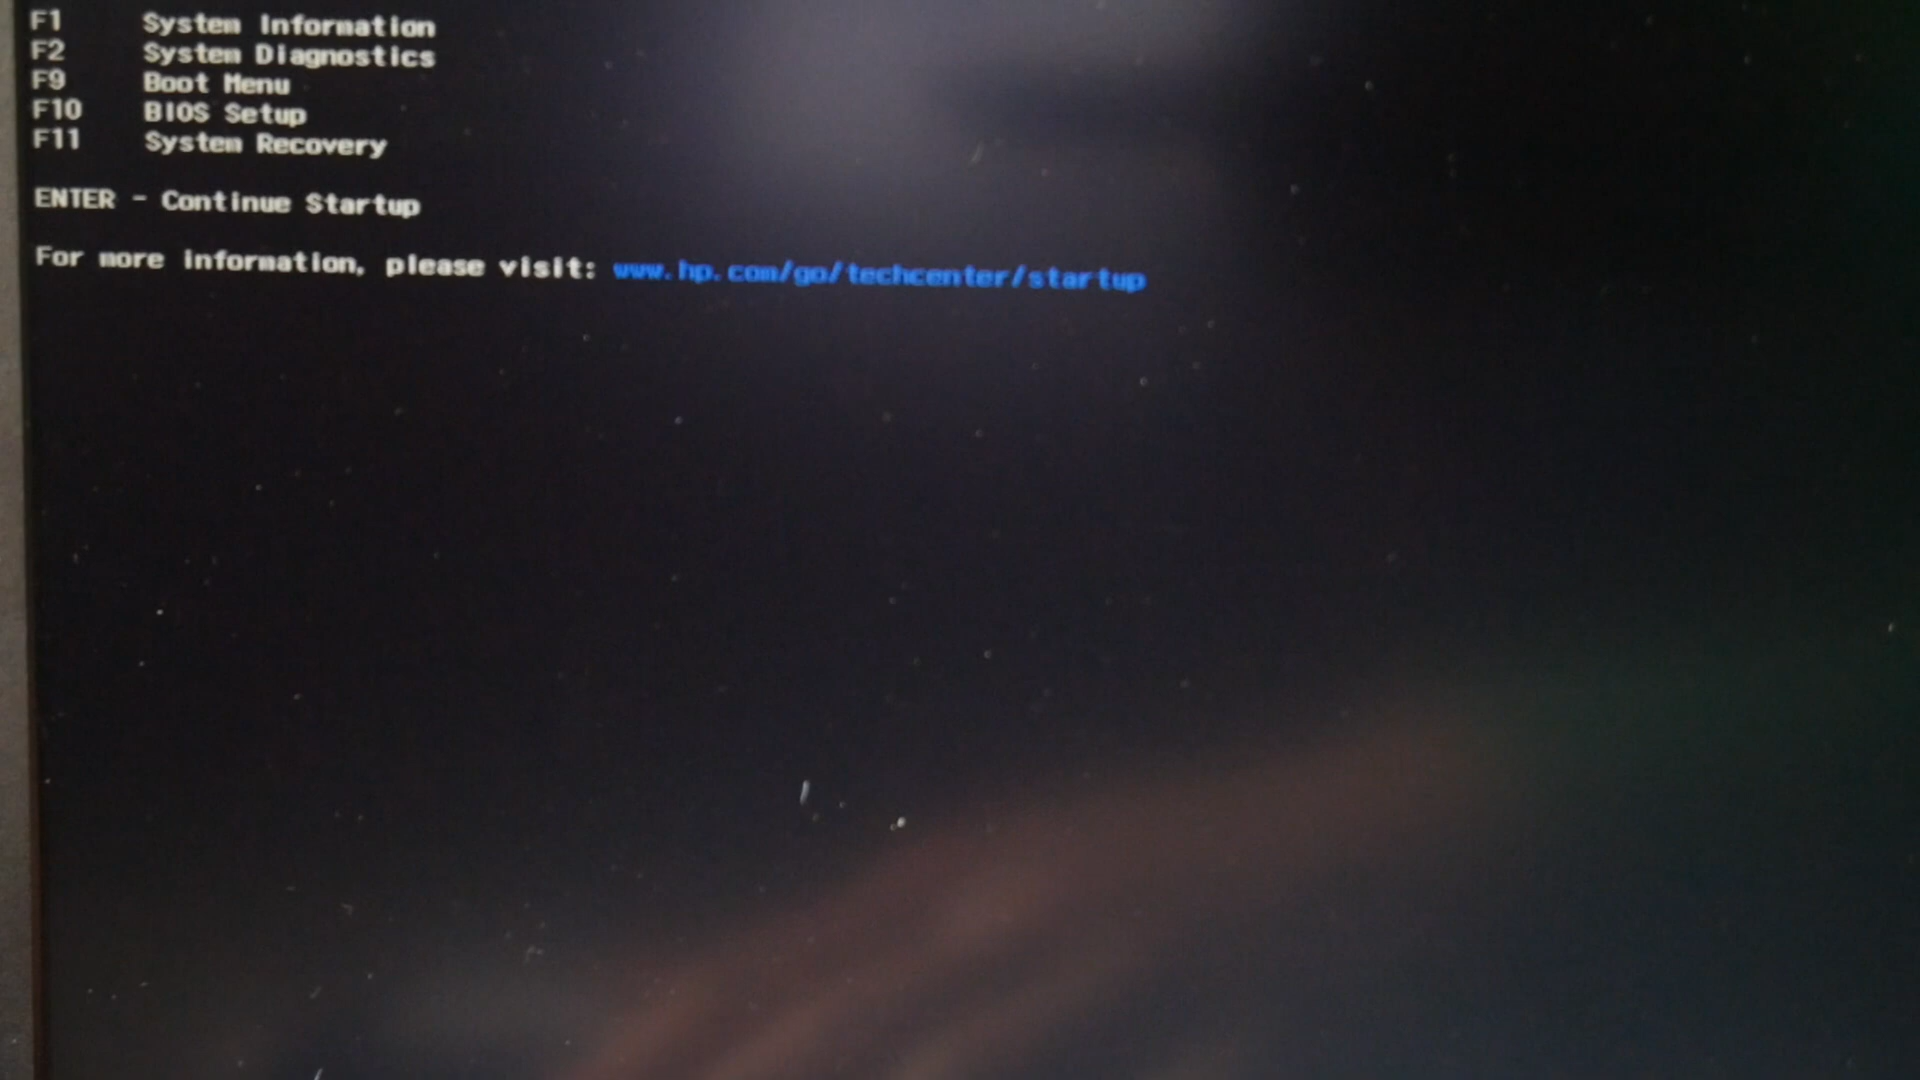 F1 System Information
F2 System Diagnostics
F9 Boot Menu
F10 BIOS Setup
F11 System Recovery
ENTER - Continue Startup
For more information, please visit: www.hp.com/go/techcenter/startup